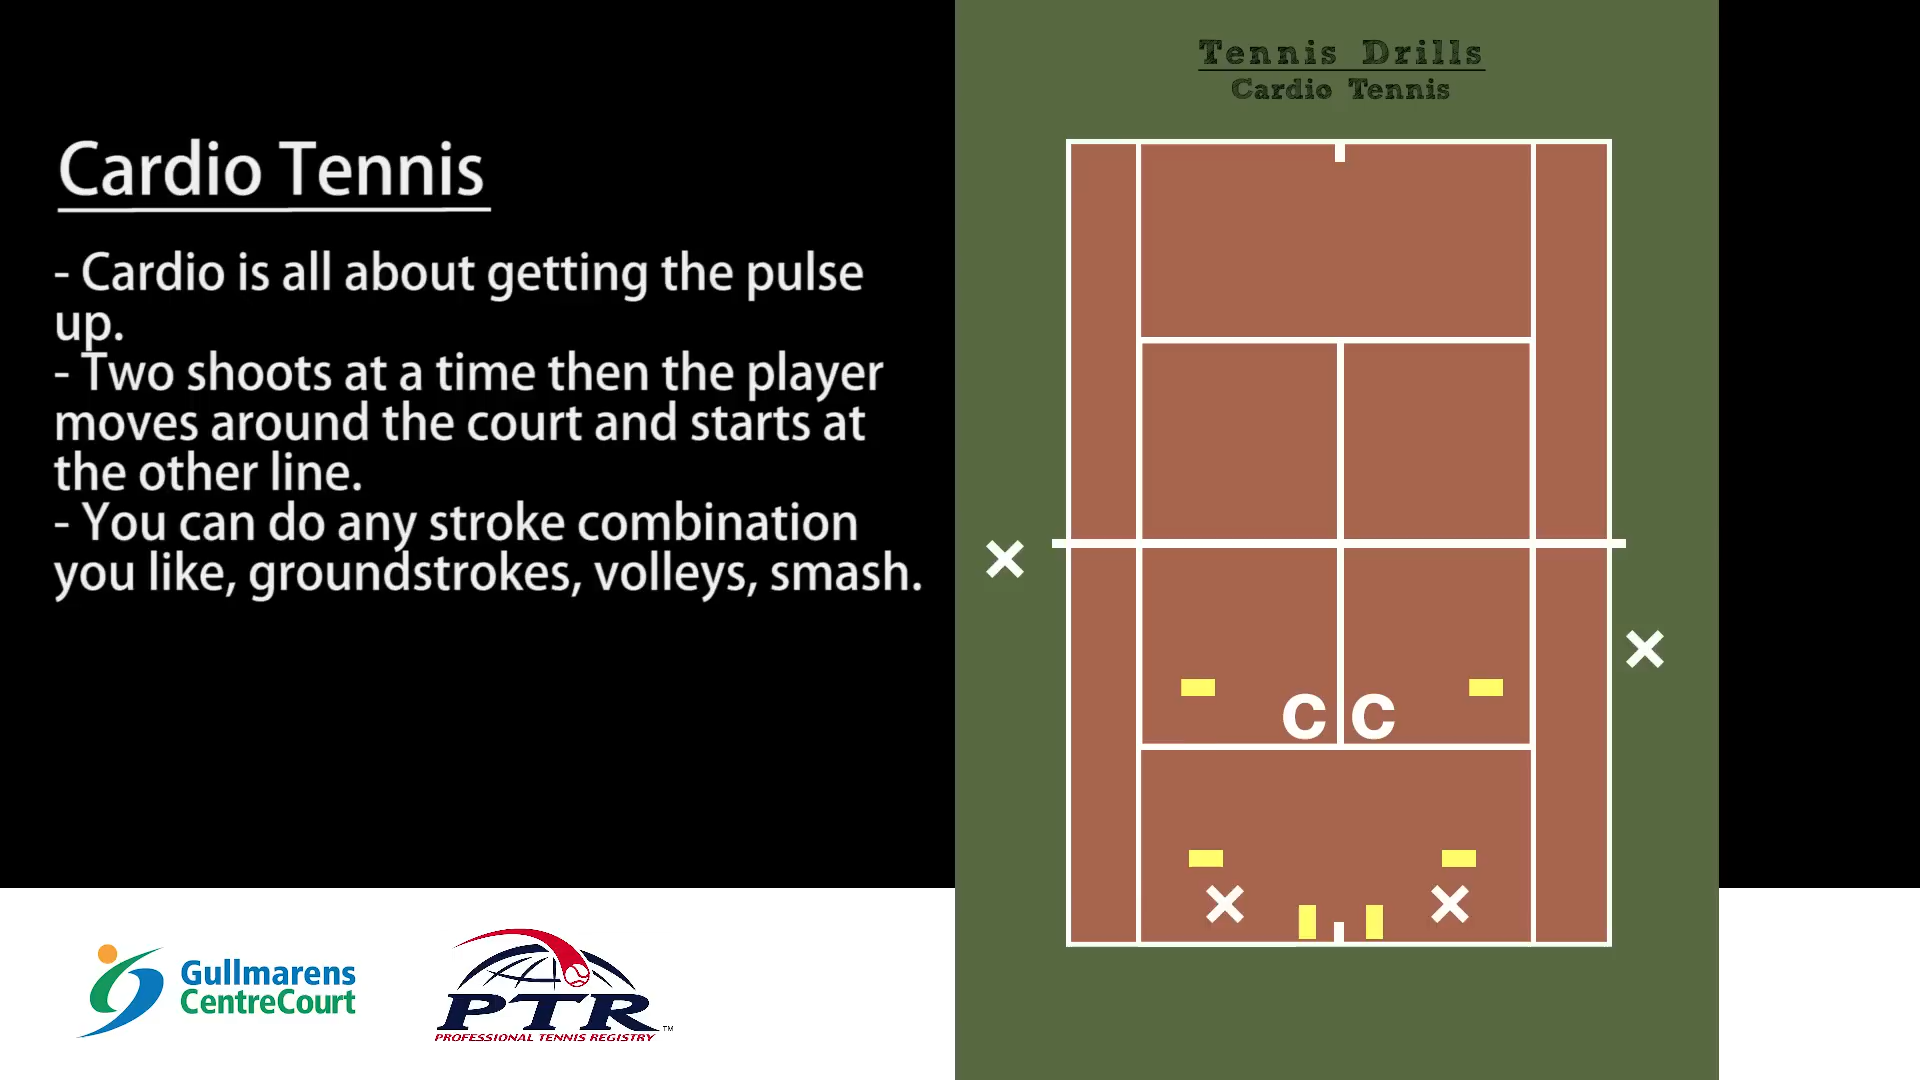 Cardio Tennis
- Cardio is all about getting the pulse
up.
- Two shoots at a time then the player
moves around the court and starts at
the other line.
- You can do any stroke combination
you like, groundstrokes, volleys, smash.
Tennis Drills
Cardio Tennis
C C
Gullmarens
CentreCourt
PTR
PROFESSIONAL TENNIS REGISTRY™